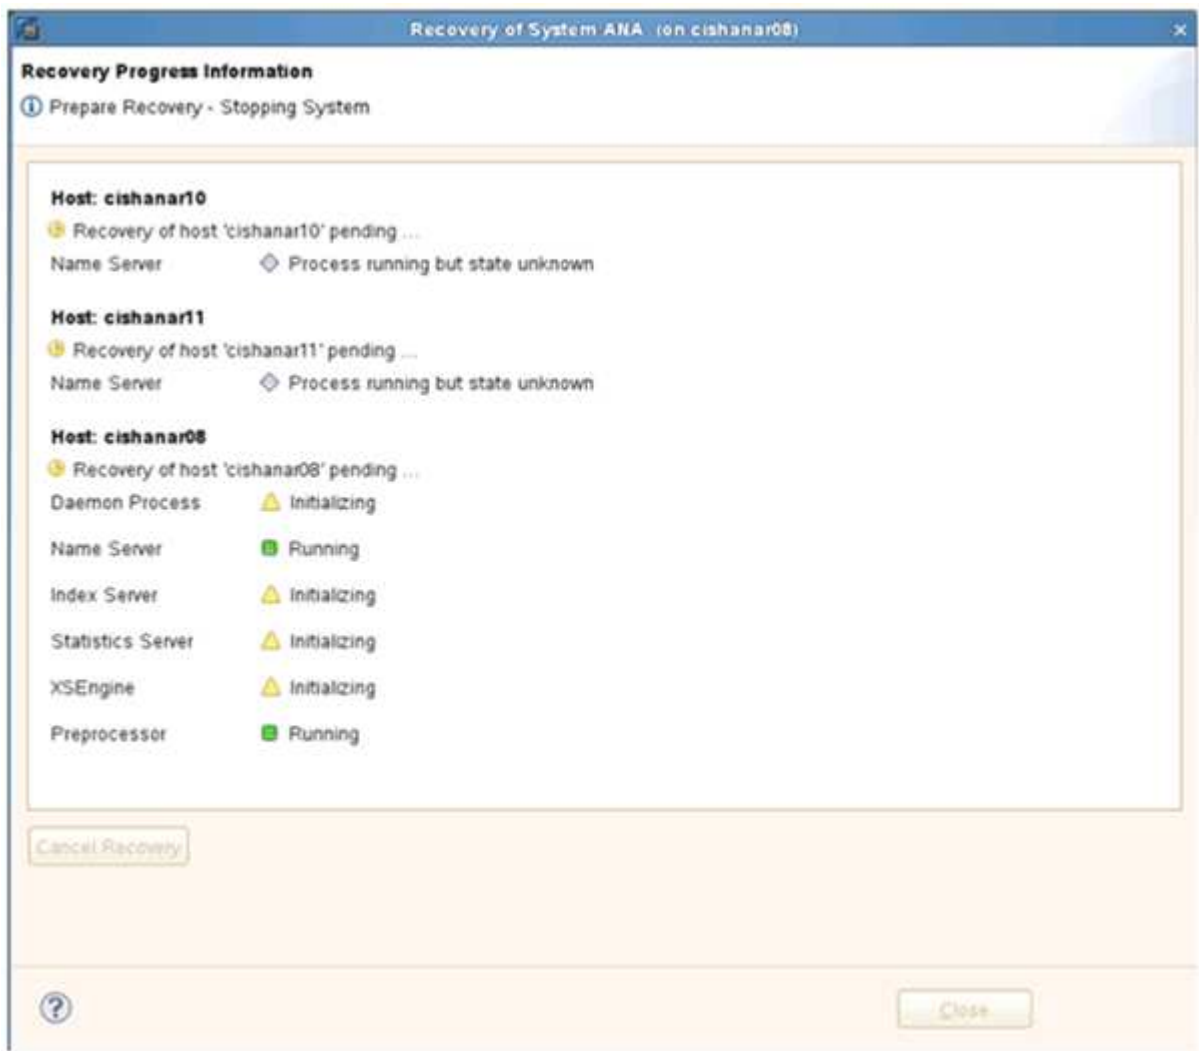 Recovery of System ANA (on cishanar08)
Recovery Progress Information
Prepare Recovery - Stopping System
Host: cishanar10
Recovery of host 'cishanar10' pending ...
Name Server Process running but state unknown
Host: cishanar11
Recovery of host 'cishanar11' pending ...
Name Server Process running but state unknown
Host: cishanar08
Recovery of host 'cishanar08' pending ...
Daemon Process Initializing
Name Server Running
Index Server Initializing
Statistics Server Initializing
XSEngine Initializing
Preprocessor Running
Cancel Recovery
Close